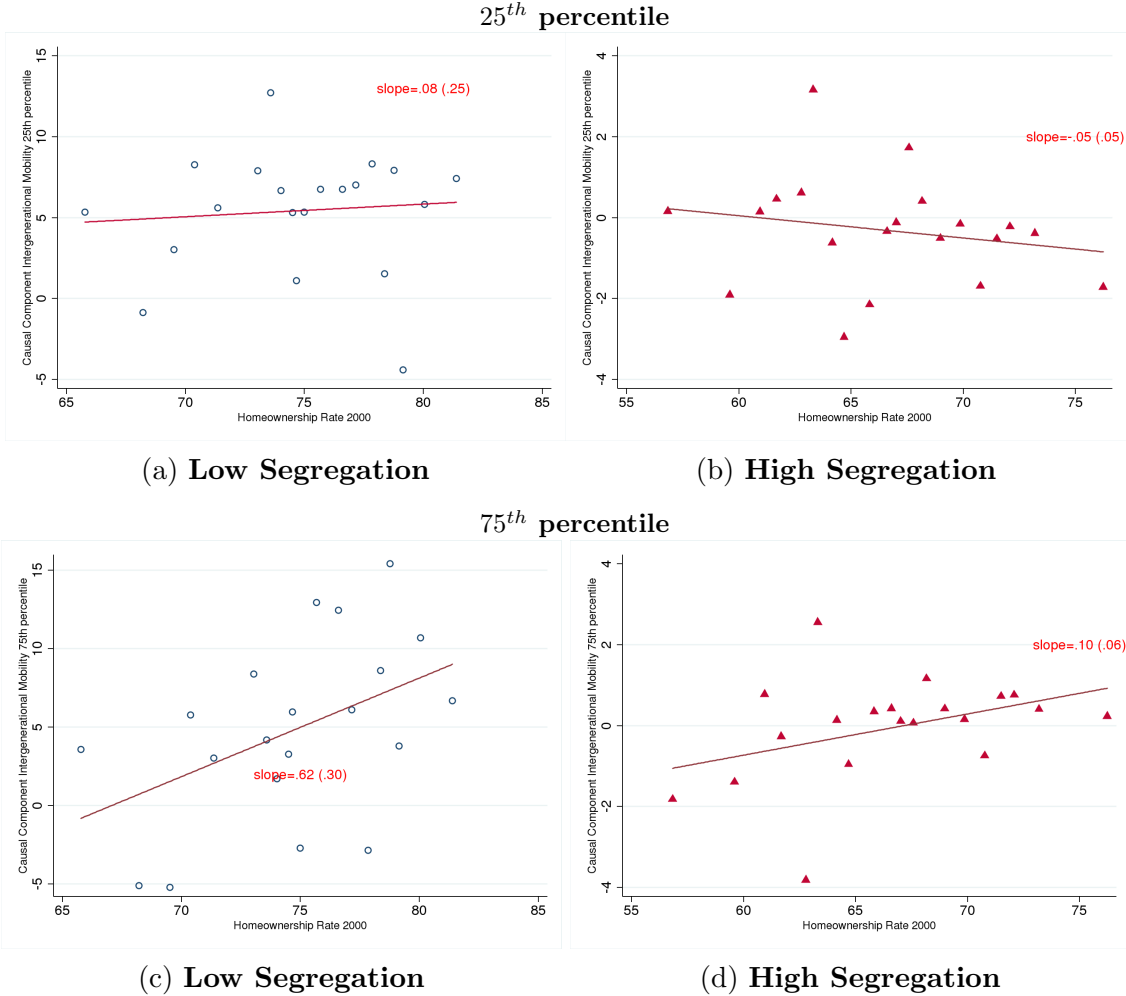 25th percentile
Causal Component Intergenerational Mobility 25th percentile
15
10
5
0
-5
slope=.08 (.25)
65 70 75 80 85
Homeownership Rate 2000
Causal Component Intergenerational Mobility 25th percentile
4
2
0
-2
-4
slope=-.05 (.05)
55 60 65 70 75
Homeownership Rate 2000
(a) Low Segregation
(b) High Segregation
75th percentile
Causal Component Intergenerational Mobility 75th percentile
15
10
5
0
-5
slope=.62 (.30)
65 70 75 80 85
Homeownership Rate 2000
Causal Component Intergenerational Mobility 75th percentile
4
2
0
-2
-4
slope=.10 (.06)
55 60 65 70 75
Homeownership Rate 2000
(c) Low Segregation
(d) High Segregation